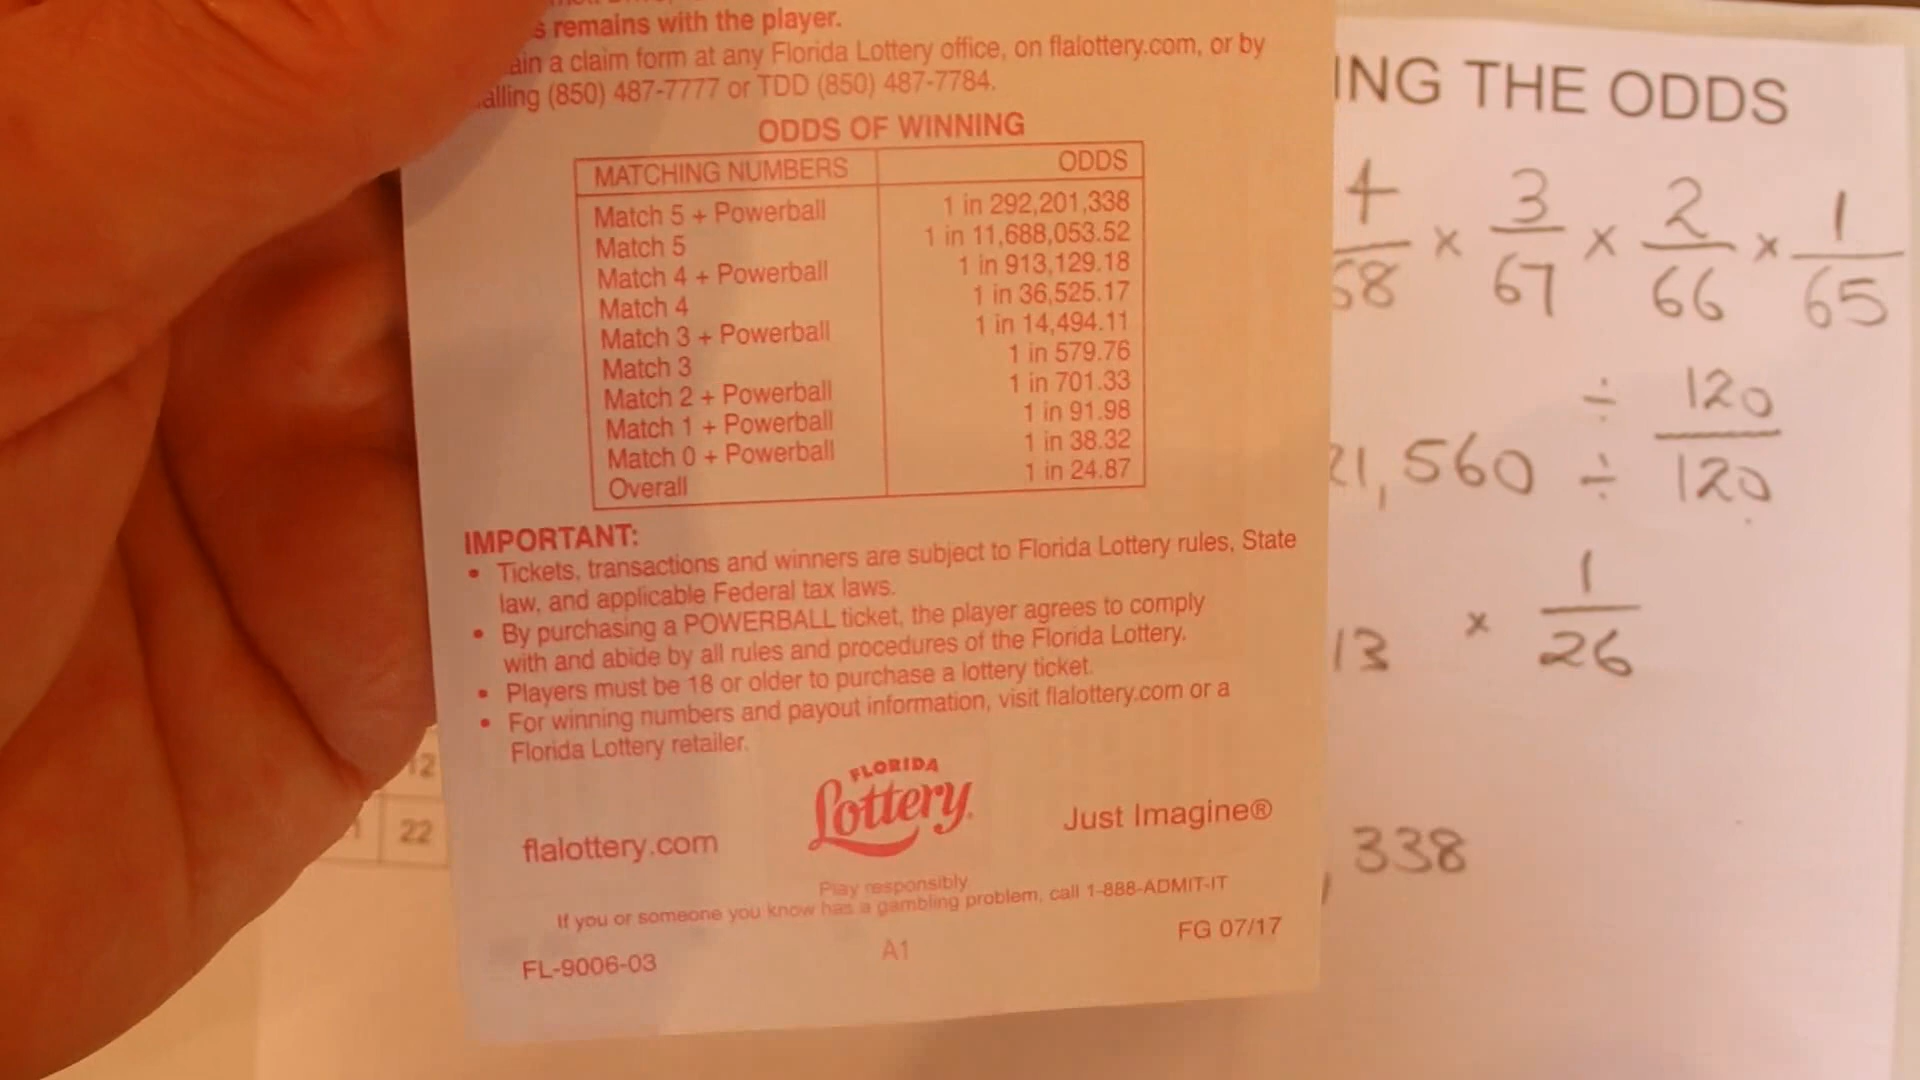 s remains with the player.
ain a claim form at any Florida Lottery office, on flalottery.com, or by
alling (850) 487-7777 or TDD (850) 487-7784.
ODDS OF WINNING
MATCHING NUMBERS ODDS
Match 5 + Powerball 1 in 292,201,338
Match 5 1 in 11,688,053.52
Match 4 + Powerball 1 in 913,129.18
Match 4 1 in 36,525.17
Match 3 + Powerball 1 in 14,494.11
Match 3 1 in 579.76
Match 2 + Powerball 1 in 701.33
Match 1 + Powerball 1 in 91.98
Match 0 + Powerball 1 in 38.32
Overall 1 in 24.87
IMPORTANT:
• Tickets, transactions and winners are subject to Florida Lottery rules, State
law, and applicable Federal tax laws.
• By purchasing a POWERBALL ticket, the player agrees to comply
with and abide by all rules and procedures of the Florida Lottery.
• Players must be 18 or older to purchase a lottery ticket.
• For winning numbers and payout information, visit flalottery.com or a
Florida Lottery retailer.
flalottery.com
FLORIDA
Lottery
Just Imagine®
Play responsibly
If you or someone you know has a gambling problem, call 1-888-ADMIT-IT
FL-9006-03
A1
FG 07/17
12
22
ING THE ODDS
4 × 3 × 2 × 1
68 67 66 65
÷ 120
21,560 ÷ 120
13 × 1
26
, 338